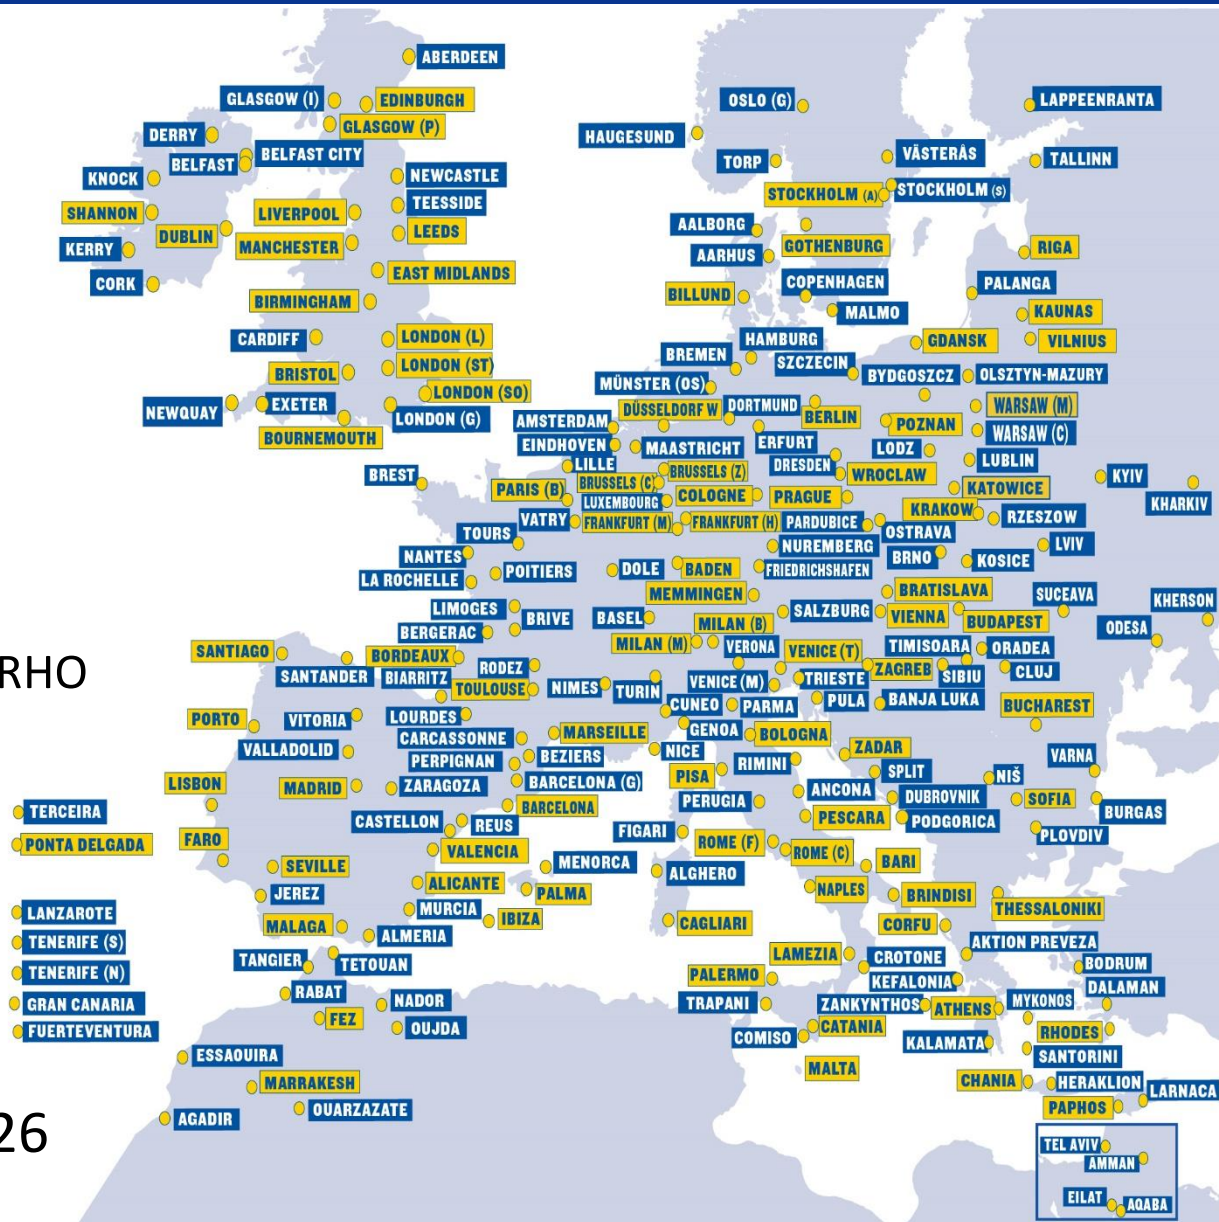 ABERDEEN
GLASGOW (I)
EDINBURGH
GLASGOW (P)
OSLO (G)
LAPPEENRANTA
DERRY
BELFAST CITY
BELFAST
HAUGESUND
TORP
VÄSTERÅS
TALLINN
KNOCK
NEWCASTLE
STOCKHOLM (A)
STOCKHOLM (S)
TEESSIDE
SHANNON
LIVERPOOL
DUBLIN
LEEDS
AALBORG
MANCHESTER
GOTHENBURG
KERRY
AARHUS
RIGA
CORK
EAST MIDLANDS
COPENHAGEN
PALANGA
BIRMINGHAM
BILLUND
MALMO
KAUNAS
CARDIFF
LONDON (L)
HAMBURG
GDANSK
VILNIUS
BREMEN
SZCZECIN
LONDON (ST)
BRISTOL
BYDGOSZCZ
OLSZTYN-MAZURY
MÜNSTER (OS)
LONDON (SO)
NEWQUAY
EXETER
LONDON (G)
DÜSSELDORF W
DORTMUND
BERLIN
WARSAW (M)
AMSTERDAM
POZNAN
WARSAW (C)
BOURNEMOUTH
EINDHOVEN
MAASTRICHT
ERFURT
LODZ
LUBLIN
LILLE
DRESDEN
BREST
BRUSSELS (Z)
WROCLAW
KYIV
BRUSSELS (C)
PARIS (B)
COLOGNE
PRAGUE
KATOWICE
LUXEMBOURG
KHARKIV
KRAKOW
RZESZOW
VATRY
FRANKFURT (M)
FRANKFURT (H)
PARDUBICE
OSTRAVA
TOURS
NUREMBERG
LVIV
NANTES
BRNO
KOSICE
LA ROCHELLE
POITIERS
DOLE
BADEN
FRIEDRICHSHAFEN
MEMMINGEN
BRATISLAVA
SUCEAVA
KHERSON
LIMOGES
BRIVE
BASEL
SALZBURG
VIENNA
BUDAPEST
MILAN (B)
BERGERAC
ODESA
MILAN (M)
VERONA
TIMISOARA
ORADEA
SANTIAGO
BORDEAUX
RODEZ
VENICE (T)
ZAGREB
SIBIU
CLUJ
RHO
SANTANDER
BIARRITZ
TOULOUSE
NIMES
TURIN
VENICE (M)
TRIESTE
CUNEO
PARMA
PULA
BANJA LUKA
BUCHAREST
PORTO
VITORIA
LOURDES
GENOA
BOLOGNA
CARCASSONNE
MARSEILLE
VALLADOLID
NICE
ZADAR
PERPIGNAN
BEZIERS
RIMINI
VARNA
PISA
SPLIT
NIŠ
LISBON
MADRID
ZARAGOZA
BARCELONA (G)
ANCONA
DUBROVNIK
SOFIA
TERCEIRA
PERUGIA
BARCELONA
BURGAS
CASTELLON
REUS
PESCARA
PODGORICA
PLOVDIV
PONTA DELGADA
FARO
FIGARI
ROME (F)
ROME (C)
VALENCIA
SEVILLE
MENORCA
ALGHERO
BARI
JEREZ
ALICANTE
PALMA
NAPLES
BRINDISI
LANZAROTE
MURCIA
IBIZA
THESSALONIKI
MALAGA
CAGLIARI
CORFU
TENERIFE (S)
ALMERIA
AKTION PREVEZA
TANGIER
TETOUAN
LAMEZIA
CROTONE
BODRUM
TENERIFE (N)
PALERMO
KEFALONIA
DALAMAN
RABAT
NADOR
TRAPANI
ZANKYNTHOS
ATHENS
MYKONOS
GRAN CANARIA
FEZ
OUJDA
CATANIA
RHODES
FUERTEVENTURA
COMISO
KALAMATA
SANTORINI
ESSAOUIRA
MALTA
MARRAKESH
CHANIA
HERAKLION
LARNACA
OUARZAZATE
PAPHOS
AGADIR
26
TEL AVIV
AMMAN
EILAT
AQABA